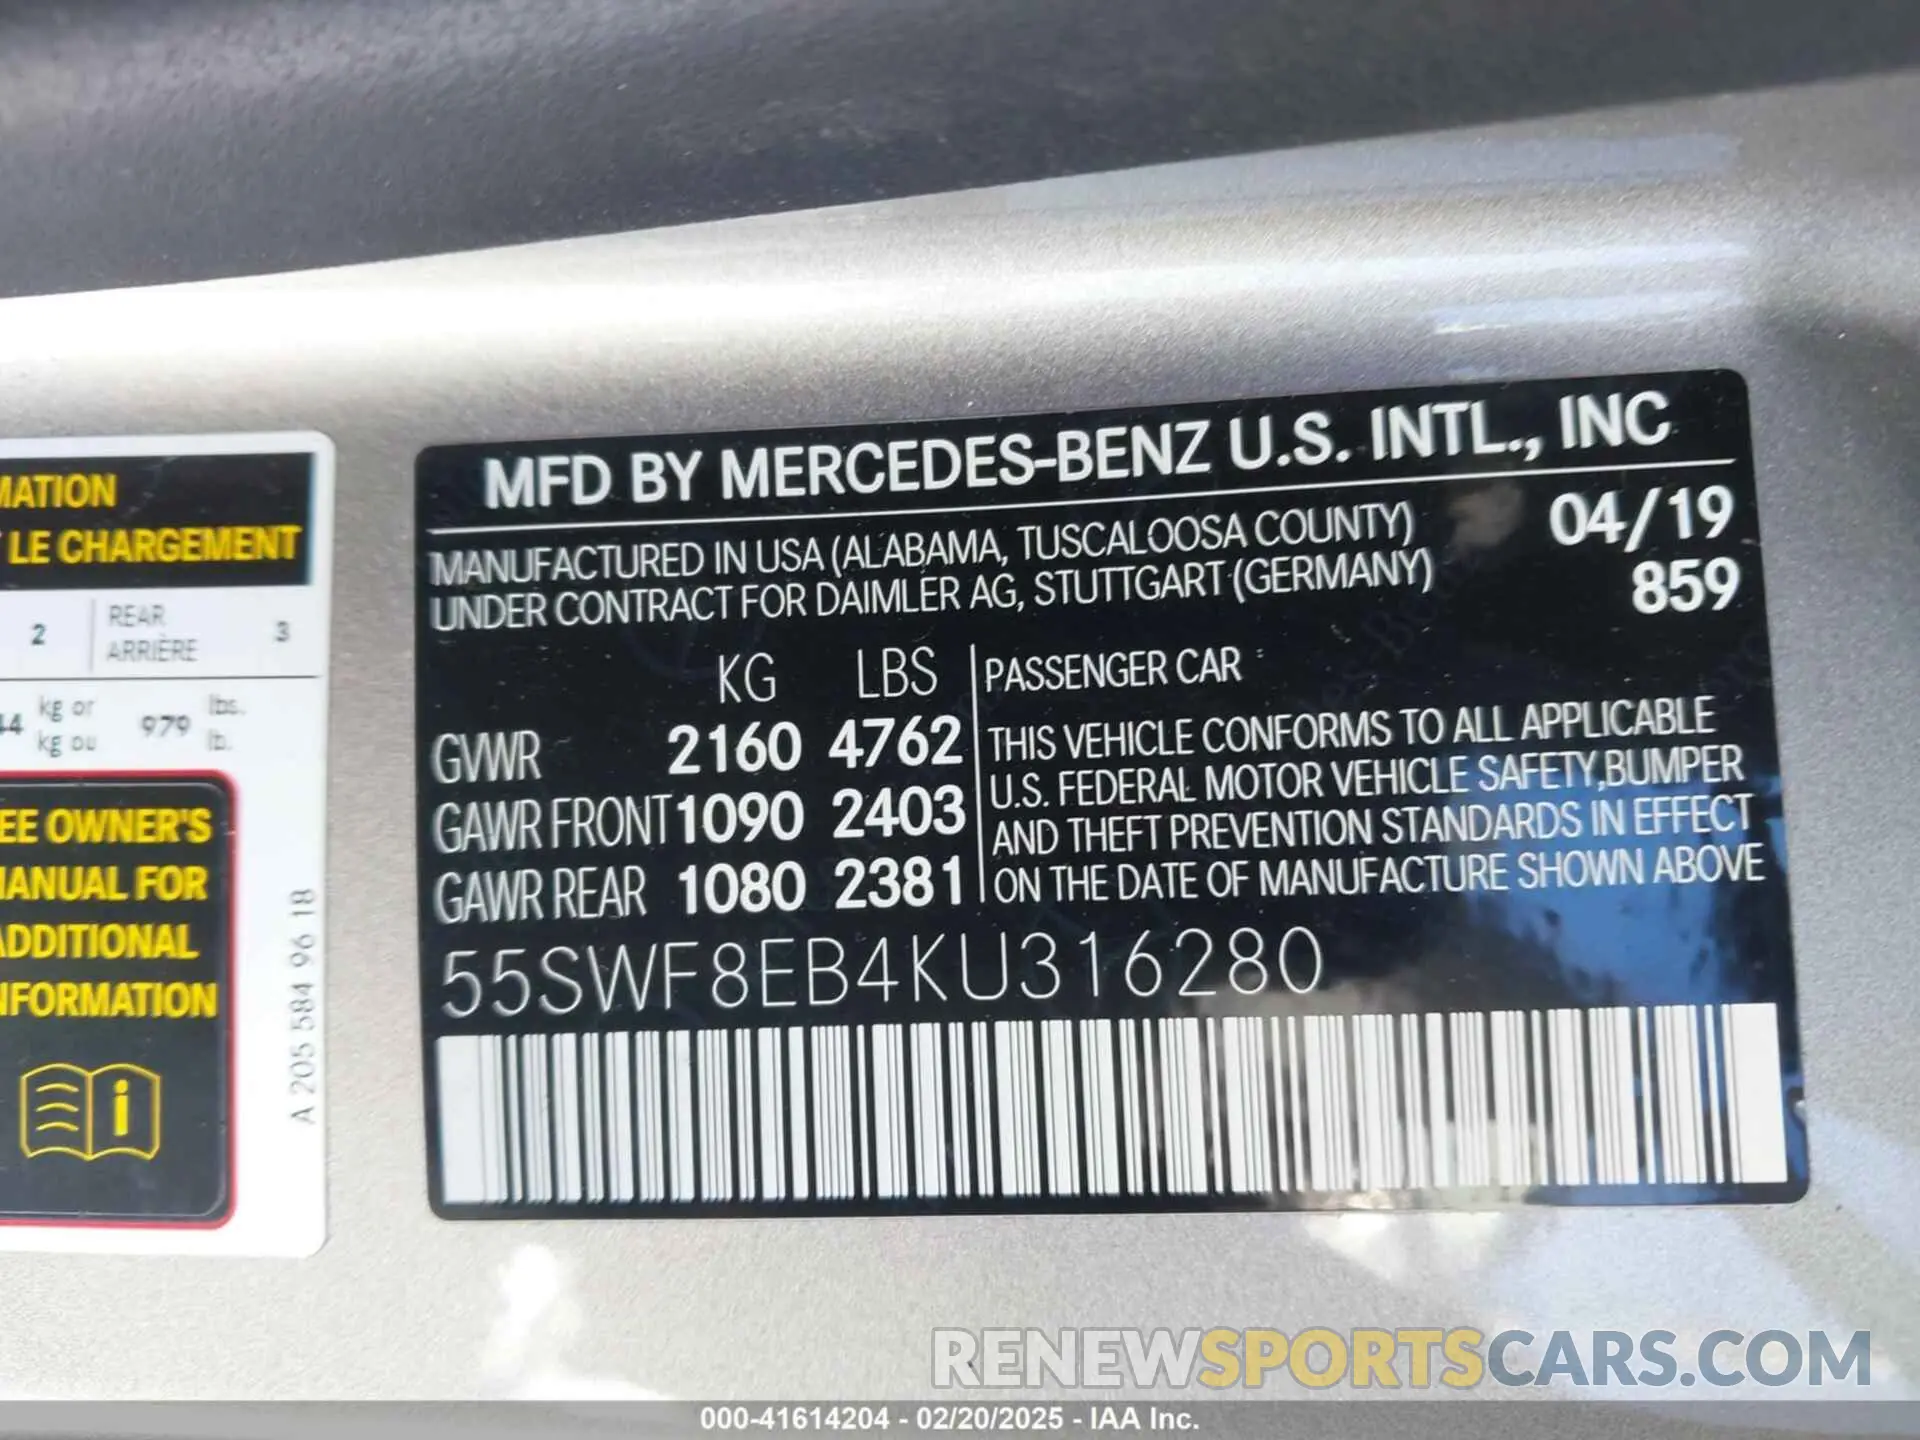 MATION
LE CHARGEMENT
2 REAR 3
ARRIÈRE
44 kg or 979 lbs.
kg ou lb.
EE OWNER'S
MANUAL FOR
ADDITIONAL
NFORMATION
A 205 584 96 18
MFD BY MERCEDES-BENZ U.S. INTL., INC
MANUFACTURED IN USA (ALABAMA, TUSCALOOSA COUNTY) 04/19
UNDER CONTRACT FOR DAIMLER AG, STUTTGART (GERMANY) 859
KG LBS PASSENGER CAR
GVWR 2160 4762
GAWR FRONT 1090 2403
GAWR REAR 1080 2381
THIS VEHICLE CONFORMS TO ALL APPLICABLE
U.S. FEDERAL MOTOR VEHICLE SAFETY,BUMPER
AND THEFT PREVENTION STANDARDS IN EFFECT
ON THE DATE OF MANUFACTURE SHOWN ABOVE
55SWF8EB4KU316280
RENEWSPORTSCARS.COM
000-41614204 - 02/20/2025 - IAA Inc.